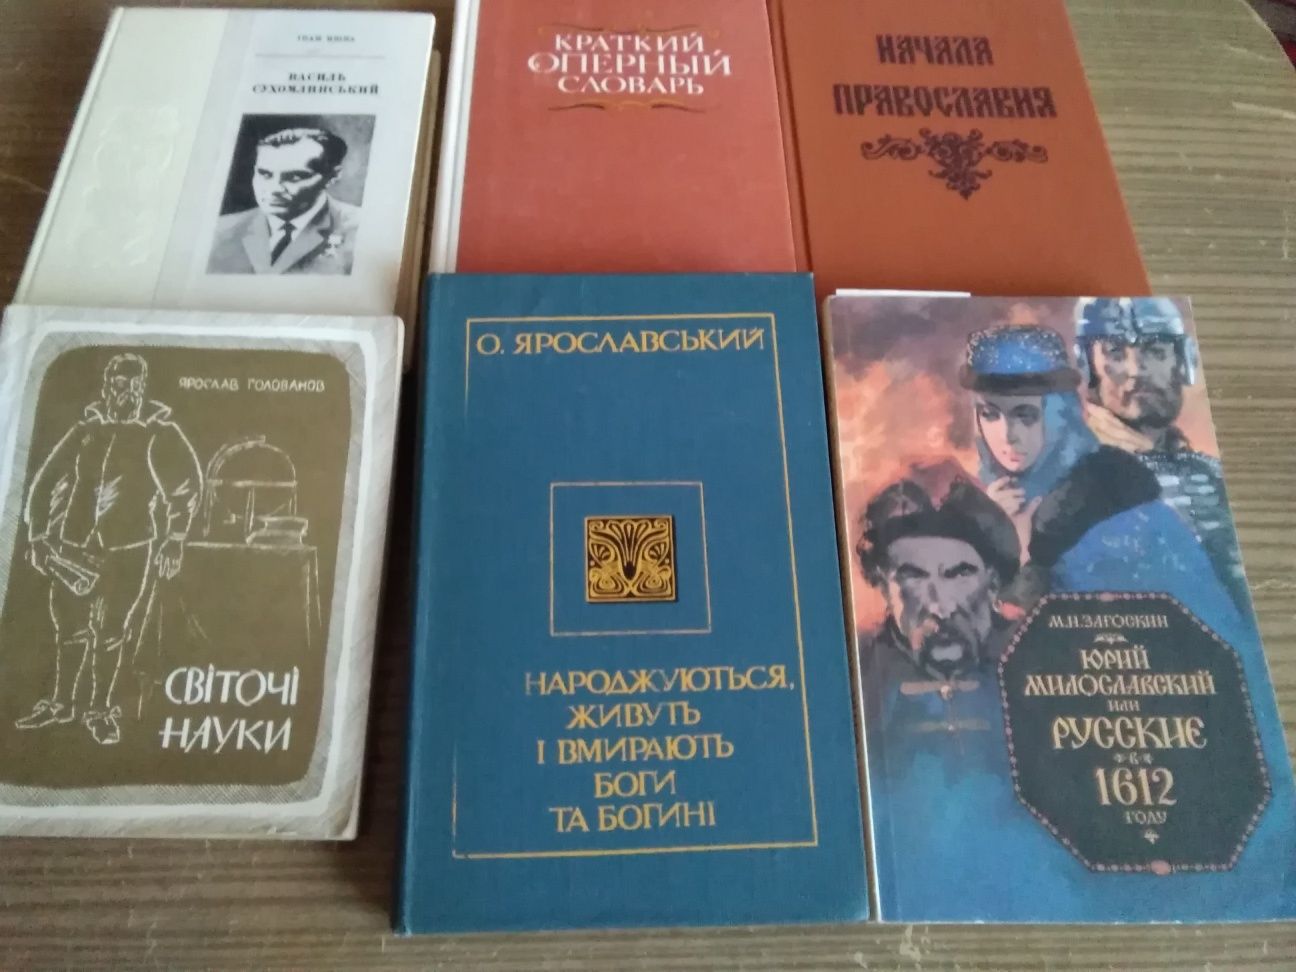 ВАСИЛЬ
СУХОМЛИНСЬКИЙ
КРАТКИЙ
ОПЕРНЫЙ
СЛОВАРЬ
НАЧАЛА
ПРАВОСЛАВИЯ
ЯРОСЛАВ ГОЛОВАНОВ
СВІТОЧІ
НАУКИ
О. ЯРОСЛАВСЬКИЙ
НАРОДЖУЮТЬСЯ,
ЖИВУТЬ
І ВМИРАЮТЬ
БОГИ
ТА БОГИНІ
М.Н.ЗАГОСКИН
ЮРИЙ
МИЛОСЛАВСКИЙ
ИЛИ
РУССКИЕ
В
1612
ГОДУ